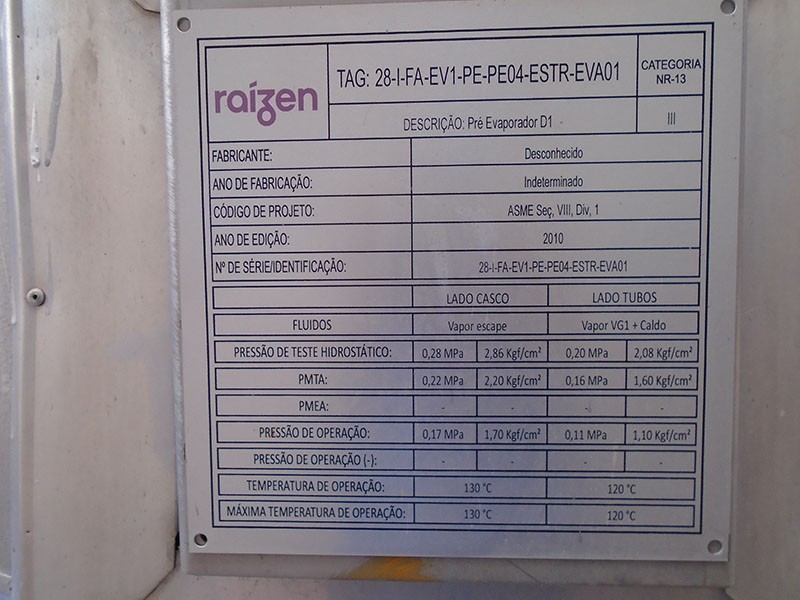 raízen
TAG: 28-I-FA-EV1-PE-PE04-ESTR-EVA01
CATEGORIA
NR-13
DESCRIÇÃO: Pré Evaporador D1
III
FABRICANTE: Desconhecido
ANO DE FABRICAÇÃO: Indeterminado
CÓDIGO DE PROJETO: ASME Seç, VIII, Div, 1
ANO DE EDIÇÃO: 2010
Nº DE SÉRIE/IDENTIFICAÇÃO: 28-I-FA-EV1-PE-PE04-ESTR-EVA01
LADO CASCO LADO TUBOS
FLUIDOS Vapor escape Vapor VG1 + Caldo
PRESSÃO DE TESTE HIDROSTÁTICO: 0,28 MPa 2,86 Kgf/cm² 0,20 MPa 2,08 Kgf/cm²
PMTA: 0,22 MPa 2,20 Kgf/cm² 0,16 MPa 1,60 Kgf/cm²
PMEA: - - - -
PRESSÃO DE OPERAÇÃO: 0,17 MPa 1,70 Kgf/cm² 0,11 MPa 1,10 Kgf/cm²
PRESSÃO DE OPERAÇÃO (-): - - - -
TEMPERATURA DE OPERAÇÃO: 130 °C 120 °C
MÁXIMA TEMPERATURA DE OPERAÇÃO: 130 °C 120 °C